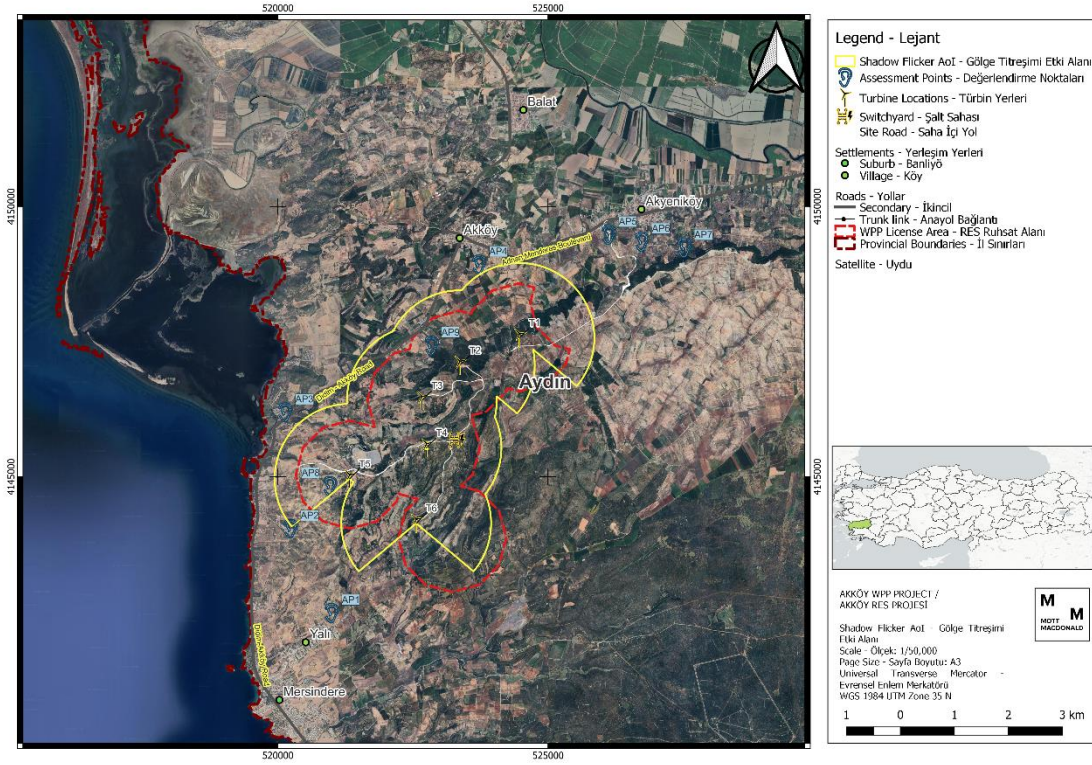 520000
525000
4150000
4150000
4145000
4145000
520000
525000
Balat
Akyeniköy
Akköy
AP5
AP6
AP7
AP4
Adnan Menderes Boulevard
T1
AP9
T2
Aydın
T3
Didim - Akköy Road
AP3
T4
T5
AP8
T6
AP2
AP1
Yalı
Didim-Akköy Road
Mersindere
Legend - Lejant
Shadow Flicker AoI - Gölge Titreşimi Etki Alanı
Assessment Points - Değerlendirme Noktaları
Turbine Locations - Türbin Yerleri
Switchyard - Şalt Sahası
Site Road - Saha İçi Yol
Settlements - Yerleşim Yerleri
Suburb - Banliyö
Village - Köy
Roads - Yollar
Secondary - İkincil
Trunk link - Anayol Bağlantı
WPP License Area - RES Ruhsat Alanı
Provincial Boundaries - İl Sınırları
Satellite - Uydu
AKKÖY WPP PROJECT /
AKKÖY RES PROJESİ
M
M
MOTT
MACDONALD
Shadow Flicker AoI - Gölge Titreşimi
Etki Alanı
Scale - Ölçek: 1/50,000
Page Size - Sayfa Boyutu: A3
Universal Transverse Mercator -
Evrensel Enlem Merkatörü
WGS 1984 UTM Zone 35 N
1 0 1 2 3 km